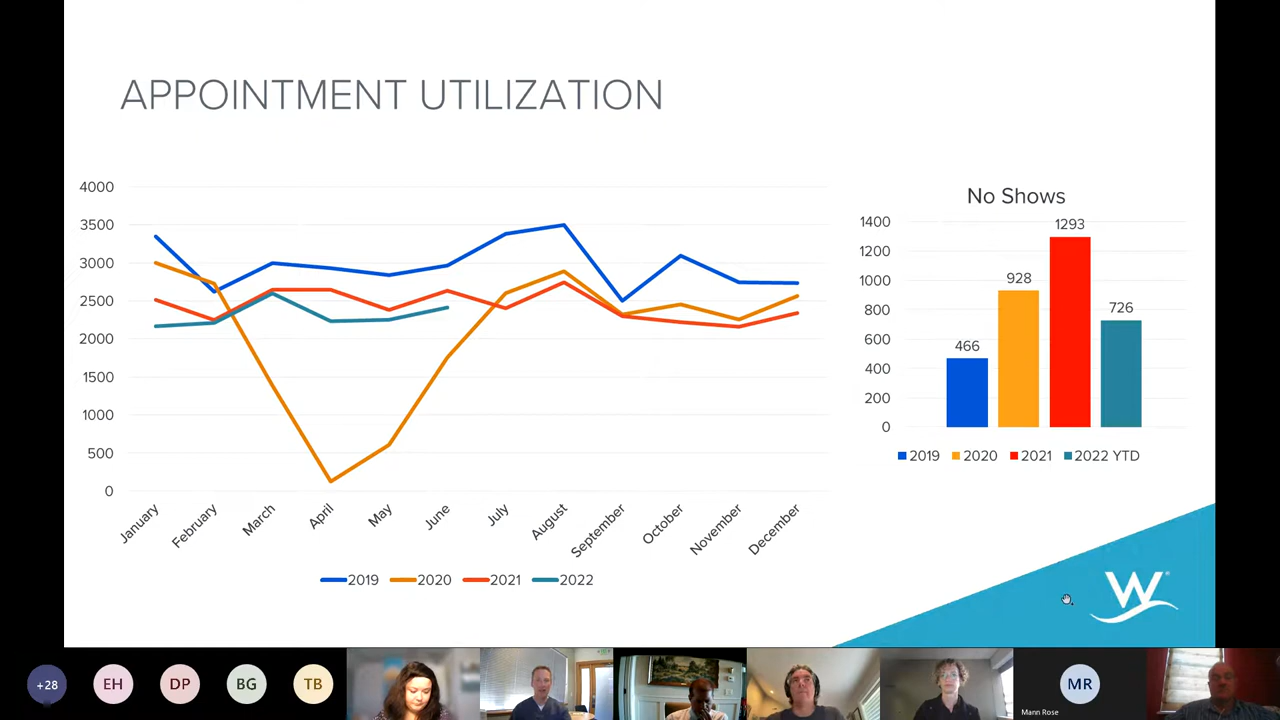 APPOINTMENT UTILIZATION
4000
3500
3000
2500
2000
1500
1000
500
0
January
February
March
April
May
June
July
August
September
October
November
December
2019 2020 2021 2022
No Shows
1400
1200
1000
800
600
400
200
0
466
928
1293
726
2019 2020 2021 2022 YTD
W
+28
EH
DP
BG
TB
MR
Mann Rose